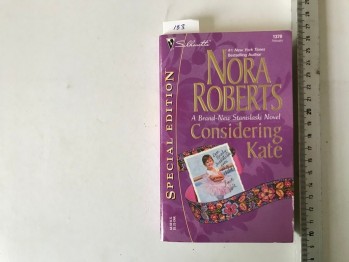 153
Silhouette
1379
#1 New York Times
Bestselling Author
NORA
ROBERTS
A Brand-New Stanislaski Novel
Considering
Kate
SPECIAL EDITION